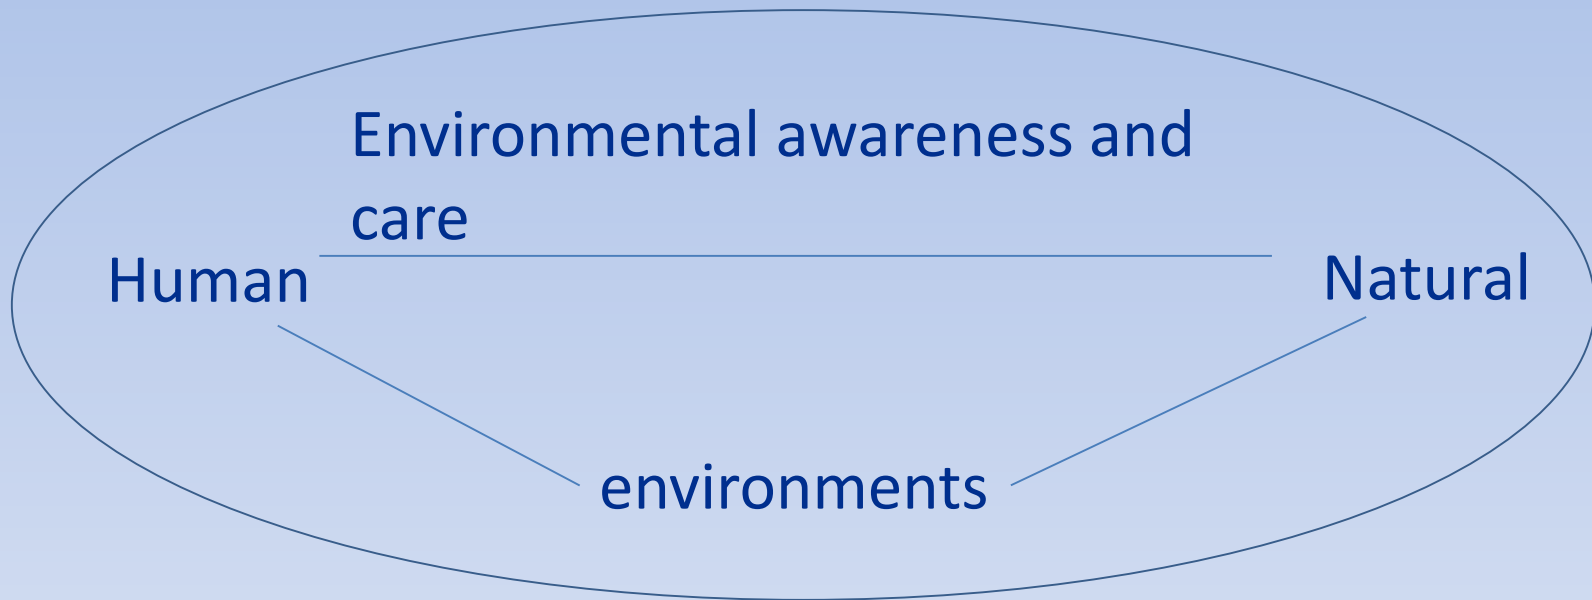 Environmental awareness and
care
Human
Natural
environments